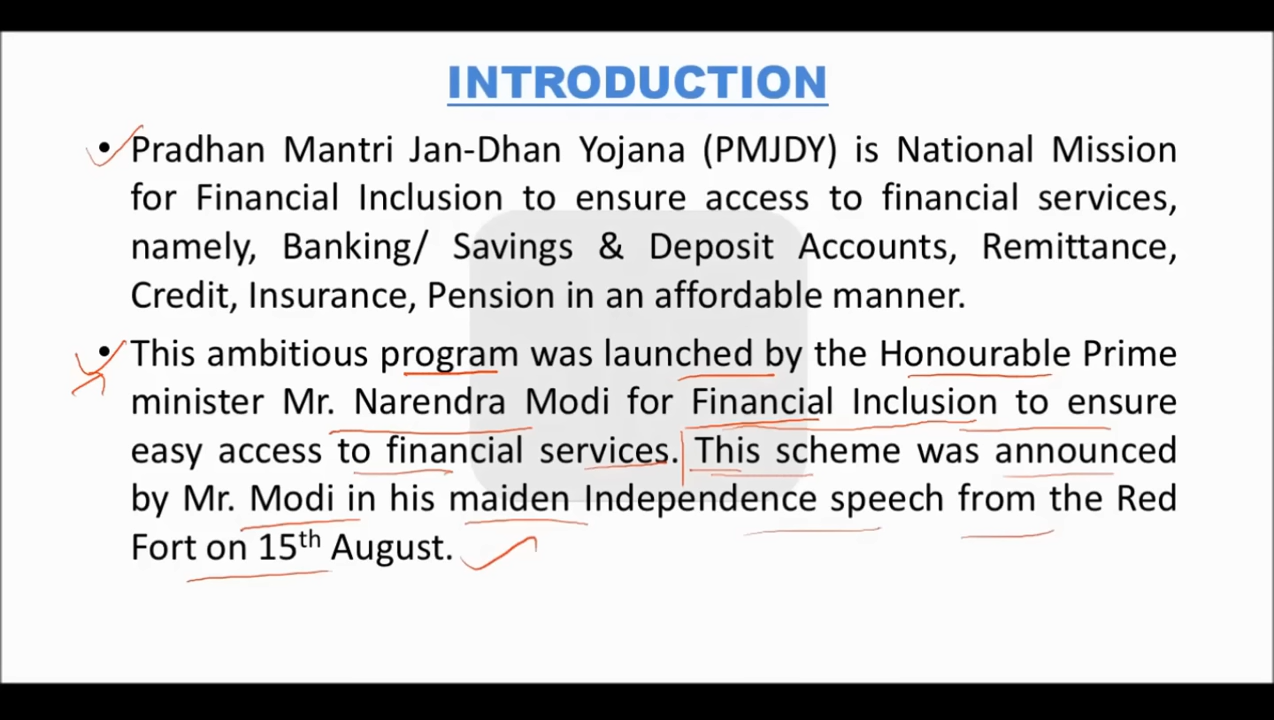 INTRODUCTION
• Pradhan Mantri Jan-Dhan Yojana (PMJDY) is National Mission
for Financial Inclusion to ensure access to financial services,
namely, Banking/ Savings & Deposit Accounts, Remittance,
Credit, Insurance, Pension in an affordable manner.
• This ambitious program was launched by the Honourable Prime
minister Mr. Narendra Modi for Financial Inclusion to ensure
easy access to financial services. This scheme was announced
by Mr. Modi in his maiden Independence speech from the Red
Fort on 15th August.